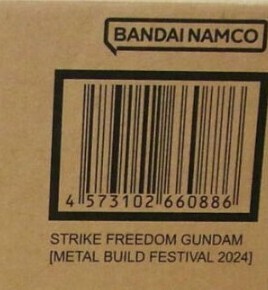 BANDAI NAMCO
4 573102 660886
STRIKE FREEDOM GUNDAM
[METAL BUILD FESTIVAL 2024]